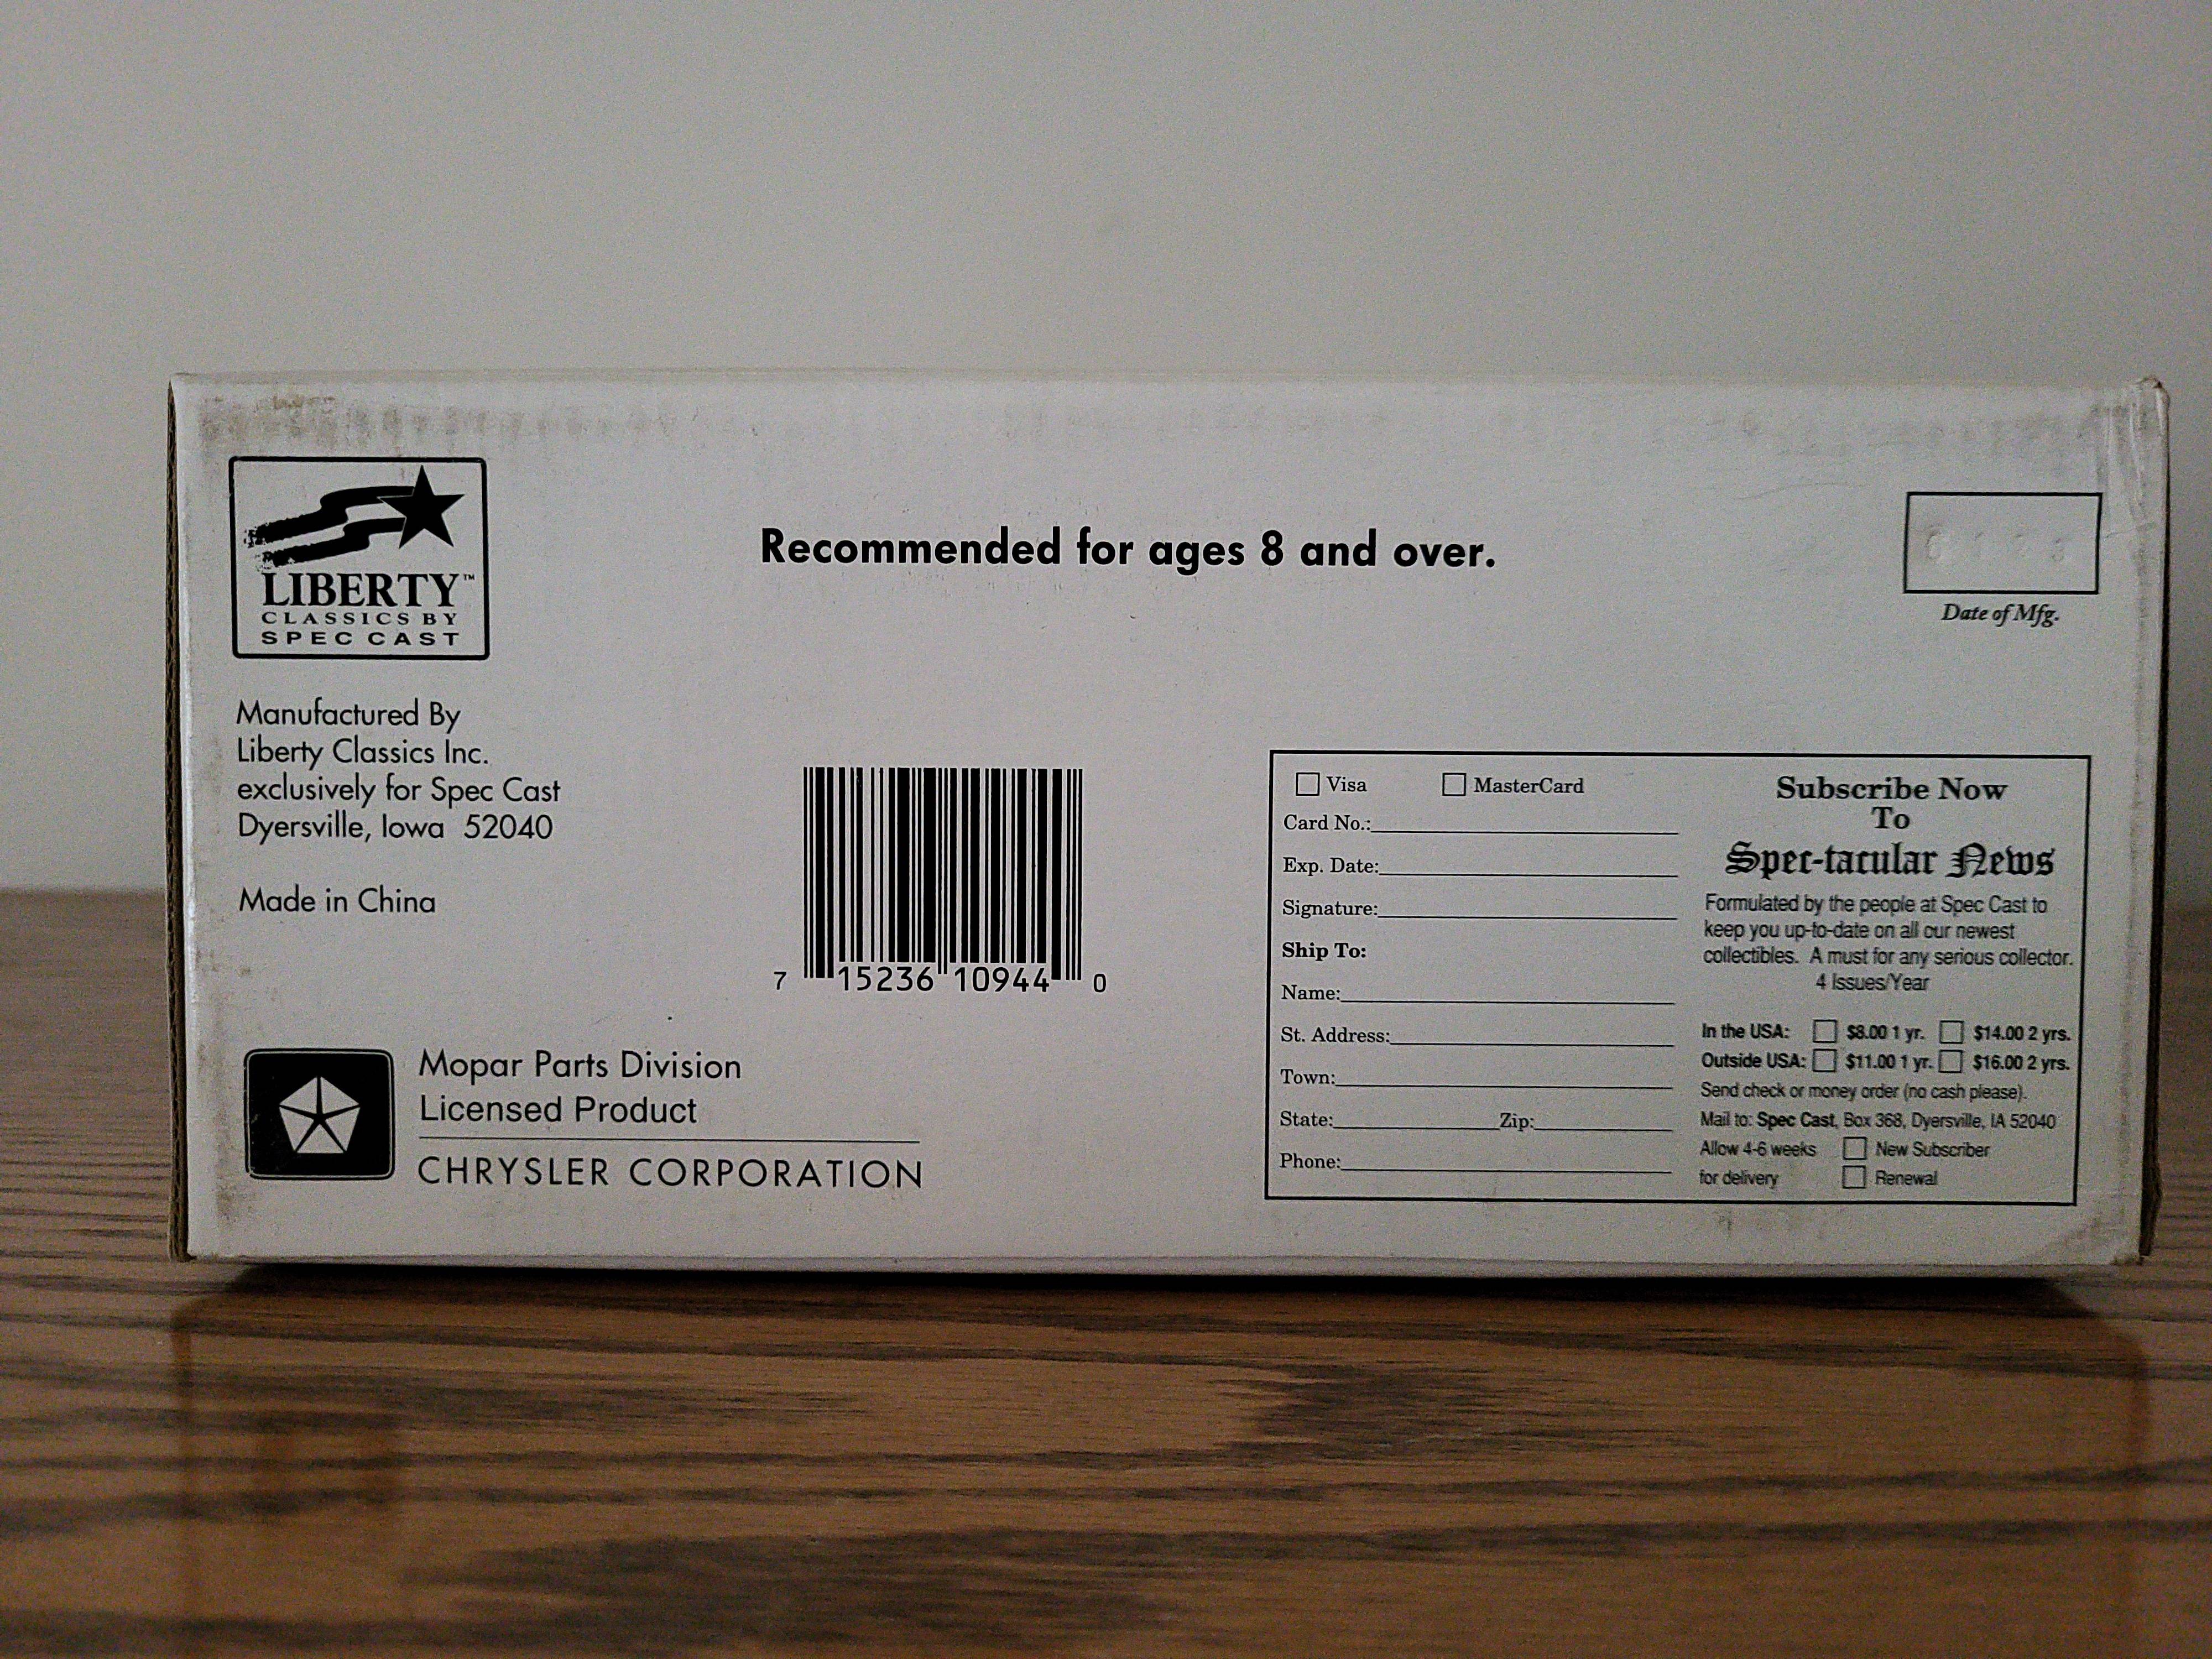 LIBERTY™
CLASSICS BY
SPEC CAST
Recommended for ages 8 and over.
Date of Mfg.
Manufactured By
Liberty Classics Inc.
exclusively for Spec Cast
Dyersville, Iowa 52040
Made in China
7 15236 10944 0
Mopar Parts Division
Licensed Product
CHRYSLER CORPORATION
Visa MasterCard
Card No.:
Exp. Date:
Signature:
Ship To:
Name:
St. Address:
Town:
State: Zip:
Phone:
Subscribe Now
To
Spec-tacular News
Formulated by the people at Spec Cast to
keep you up-to-date on all our newest
collectibles. A must for any serious collector.
4 Issues/Year
In the USA: $8.00 1 yr. $14.00 2 yrs.
Outside USA: $11.00 1 yr. $16.00 2 yrs.
Send check or money order (no cash please).
Mail to: Spec Cast, Box 368, Dyersville, IA 52040
Allow 4-6 weeks New Subscriber
for delivery Renewal